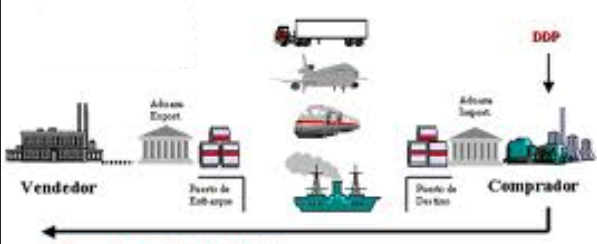 DDP
Aduana
Export.
Aduana
Import.
Vendedor
Puerto de
Embarque
Puerto de
Destino
Comprador